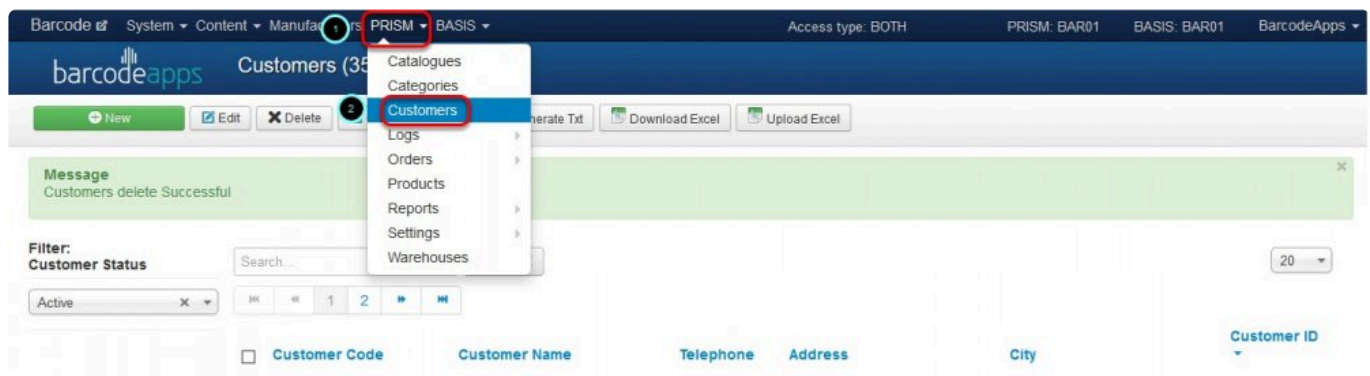 Barcode System Content Manufac rs PRISM BASIS Access type: BOTH PRISM: BAR01 BASIS: BAR01 BarcodeApps
1
barcodeapps Customers (35
Catalogues
Categories
2
Customers
New Edit Delete nerate Txt Download Excel Upload Excel
Logs
Orders
Products
Reports
Settings
Warehouses
Message
Customers delete Successful
Filter:
Customer Status
Search...
20
Active
1 2
Customer Code Customer Name Telephone Address City Customer ID